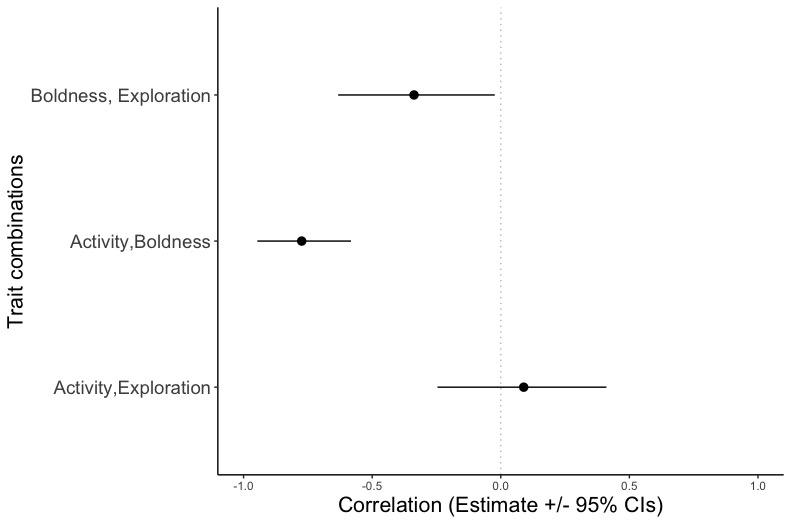 Trait combinations
Boldness, Exploration
Activity,Boldness
Activity,Exploration
-1.0 -0.5 0.0 0.5 1.0
Correlation (Estimate +/- 95% CIs)